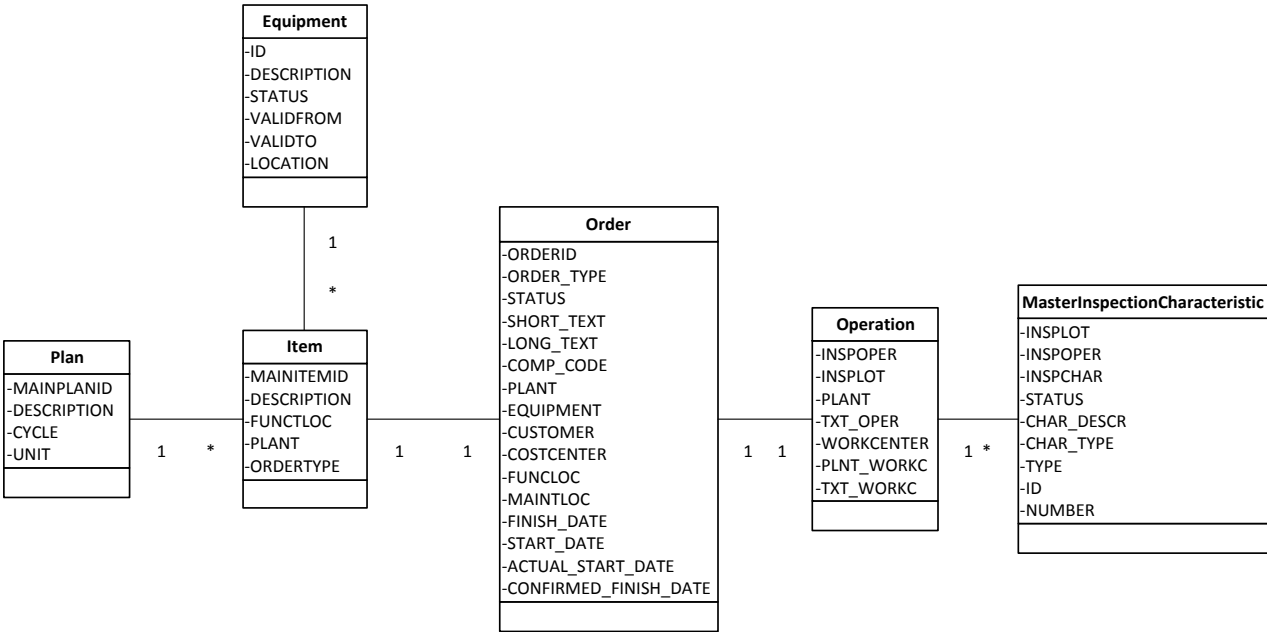 Equipment
-ID
-DESCRIPTION
-STATUS
-VALIDFROM
-VALIDTO
-LOCATION
1
*
Plan
-MAINPLANID
-DESCRIPTION
-CYCLE
-UNIT
1 *
Item
-MAINITEMID
-DESCRIPTION
-FUNCTLOC
-PLANT
-ORDERTYPE
1 1
Order
-ORDERID
-ORDER_TYPE
-STATUS
-SHORT_TEXT
-LONG_TEXT
-COMP_CODE
-PLANT
-EQUIPMENT
-CUSTOMER
-COSTCENTER
-FUNCLOC
-MAINTLOC
-FINISH_DATE
-START_DATE
-ACTUAL_START_DATE
-CONFIRMED_FINISH_DATE
1 1
Operation
-INSPOPER
-INSPLOT
-PLANT
-TXT_OPER
-WORKCENTER
-PLNT_WORKC
-TXT_WORKC
1 *
MasterInspectionCharacteristic
-INSPLOT
-INSPOPER
-INSPCHAR
-STATUS
-CHAR_DESCR
-CHAR_TYPE
-TYPE
-ID
-NUMBER